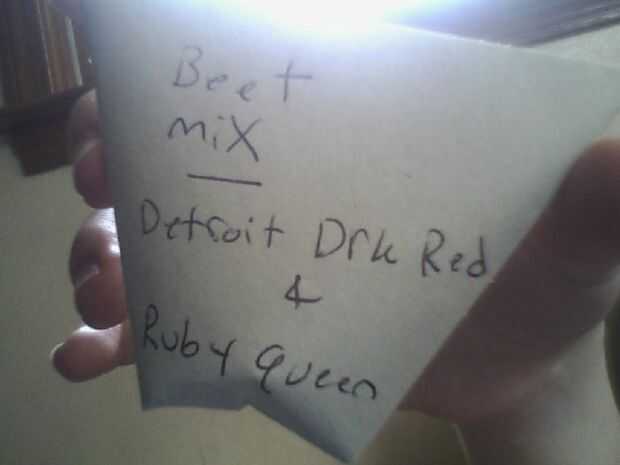 Beet
MiX
Detroit Drk Red
&
Ruby Queen